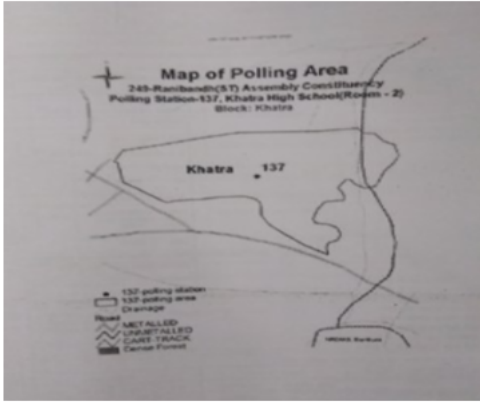 Map of Polling Area
249-Ranibandh(ST) Assembly Constituency
Polling Station-137, Khatra High School(Room - 2)
Block: Khatra
Khatra 137
137-polling station
137-polling area
Drainage
Road
METALLED
UNMETALLED
CART-TRACK
Dense Forest